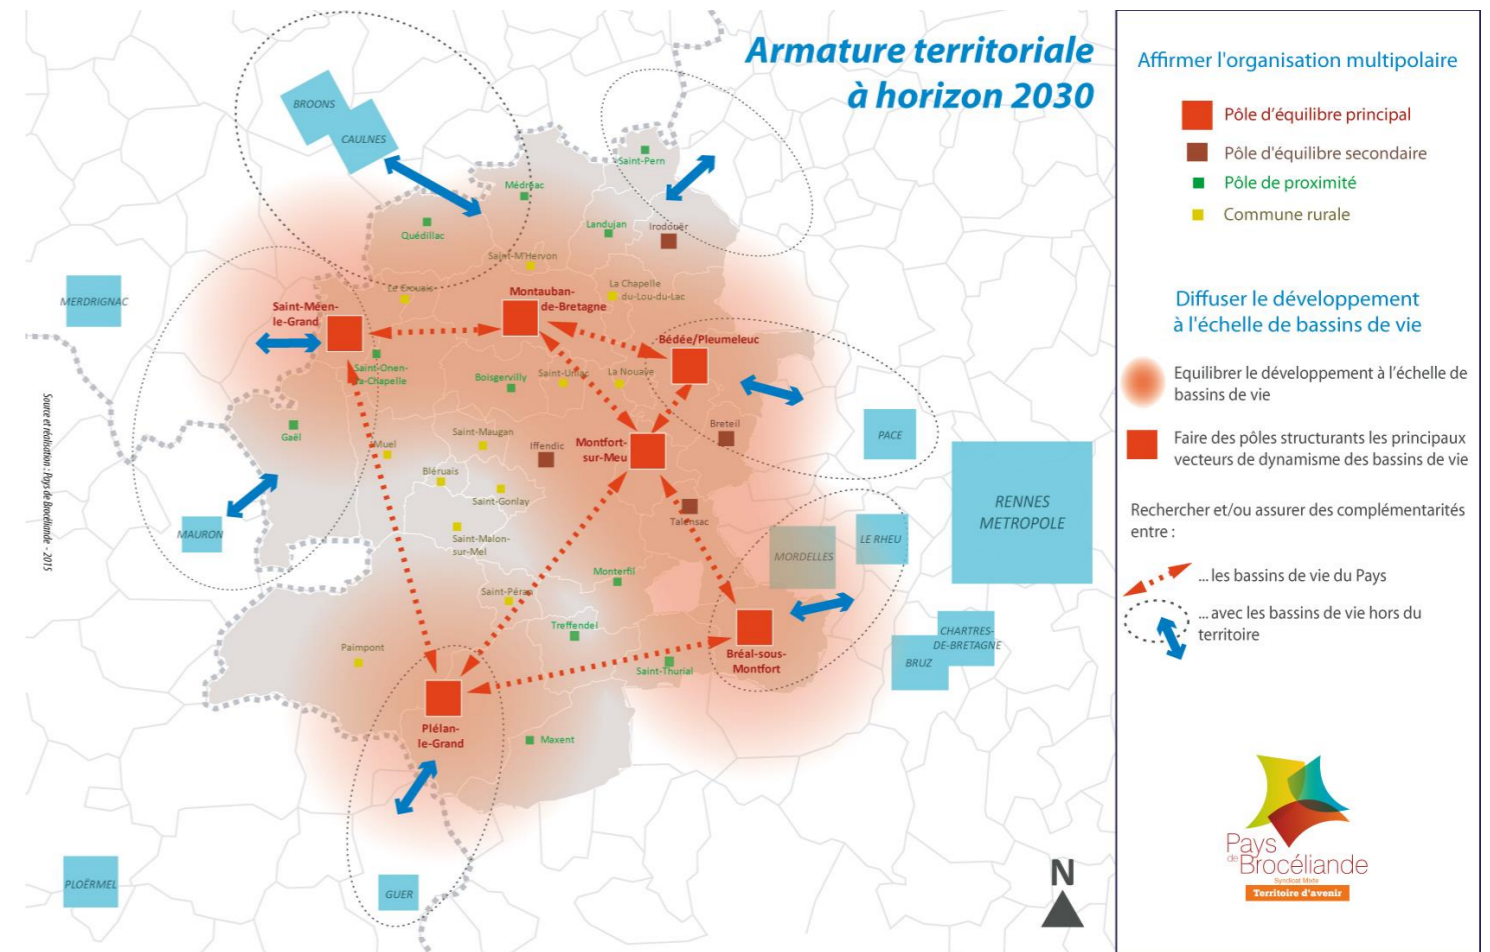 Armature territoriale
à horizon 2030
BROONS
CAULNES
Saint-Pern
Médréac
Quédillac
Landujan
Irodouër
Saint-M'Hervon
MERDRIGNAC
Le Crouais
La Chapelle
du-Lou-du-Lac
Montauban-
de-Bretagne
Saint-Méen-
le-Grand
Bédée/Pleumeleuc
Saint-Onen-
la-Chapelle
Boisgervilly
Saint-Uniac
La Nouaye
Gaël
Muel
Saint-Maugan
Iffendic
Montfort-
sur-Meu
Breteil
PACE
Bléruais
Saint-Gonlay
Talensac
RENNES
METROPOLE
MAURON
Saint-Malon-
sur-Mel
MORDELLES
LE RHEU
Monterfil
Saint-Péran
Treffendel
Paimpont
Saint-Thurial
Bréal-sous-
Montfort
CHARTRES-
DE-BRETAGNE
BRUZ
Plélan-
le-Grand
Maxent
PLOËRMEL
GUER
N
Source et réalisation : Pays de Brocéliande - 2015
Affirmer l'organisation multipolaire
Pôle d'équilibre principal
Pôle d'équilibre secondaire
Pôle de proximité
Commune rurale
Diffuser le développement
à l'échelle de bassins de vie
Equilibrer le développement à l'échelle de
bassins de vie
Faire des pôles structurants les principaux
vecteurs de dynamisme des bassins de vie
Rechercher et/ou assurer des complémentarités
entre :
... les bassins de vie du Pays
... avec les bassins de vie hors du
territoire
Pays
de Brocéliande
Syndicat Mixte
Territoire d'avenir